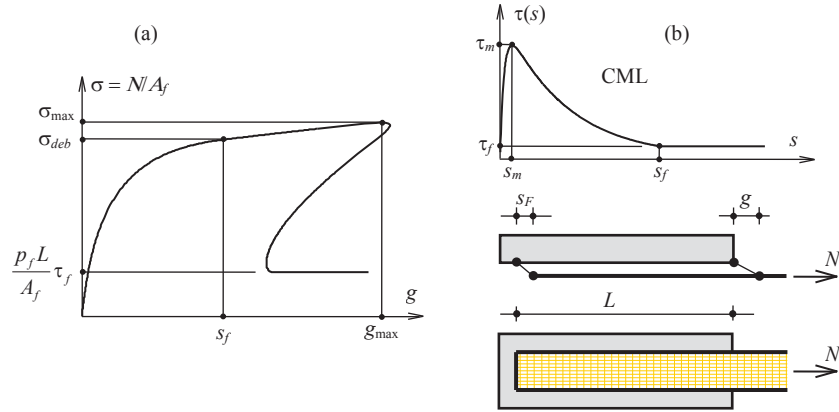 (a)
σ = N/A_f
σ_max
σ_deb
p_f L / A_f τ_f
s_f
g_max
g
(b)
τ(s)
τ_m
CML
τ_f
s_m
s_f
s
s_F
g
N
L
N